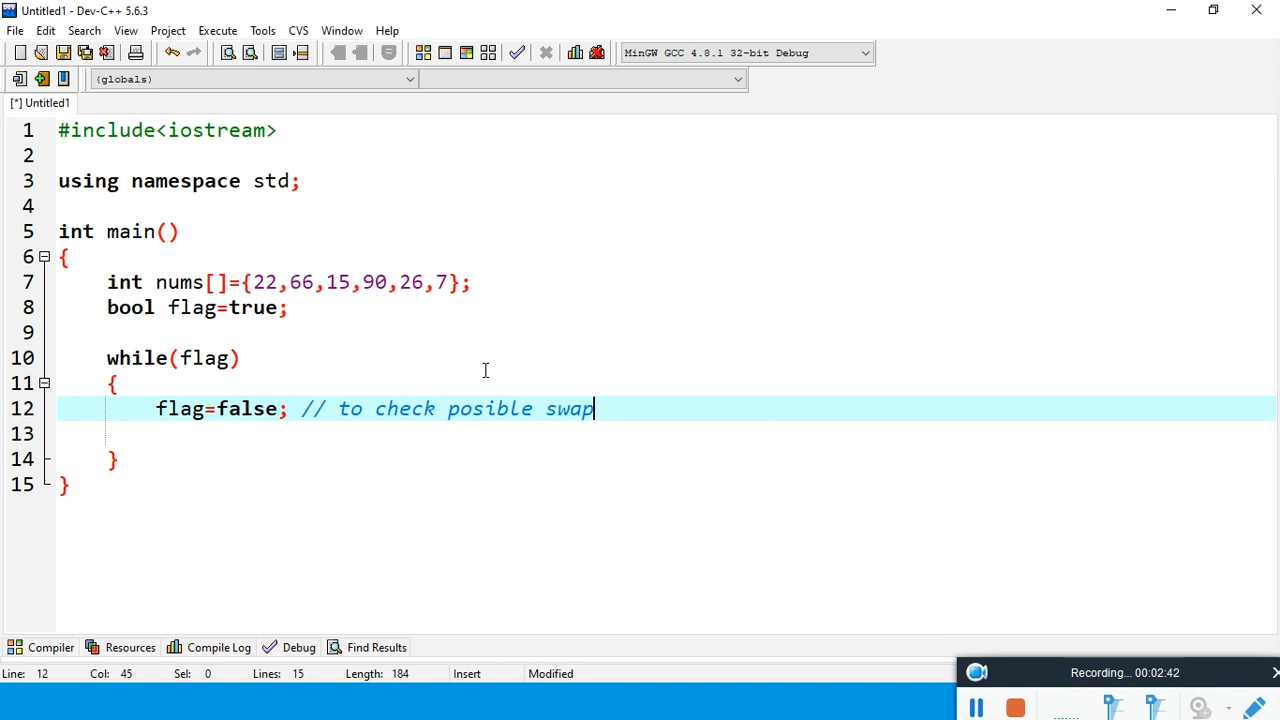 Untitled1 - Dev-C++ 5.6.3
File Edit Search View Project Execute Tools CVS Window Help
MinGW GCC 4.8.1 32-bit Debug
(globals)
[*] Untitled1
1 #include<iostream>
2
3 using namespace std;
4
5 int main()
6 {
7 int nums[]={22,66,15,90,26,7};
8 bool flag=true;
9
10 while(flag)
11 {
12 flag=false; // to check posible swap
13
14 }
15 }
Compiler Resources Compile Log Debug Find Results
Line: 12 Col: 45 Sel: 0 Lines: 15 Length: 184 Insert Modified
Recording... 00:02:42